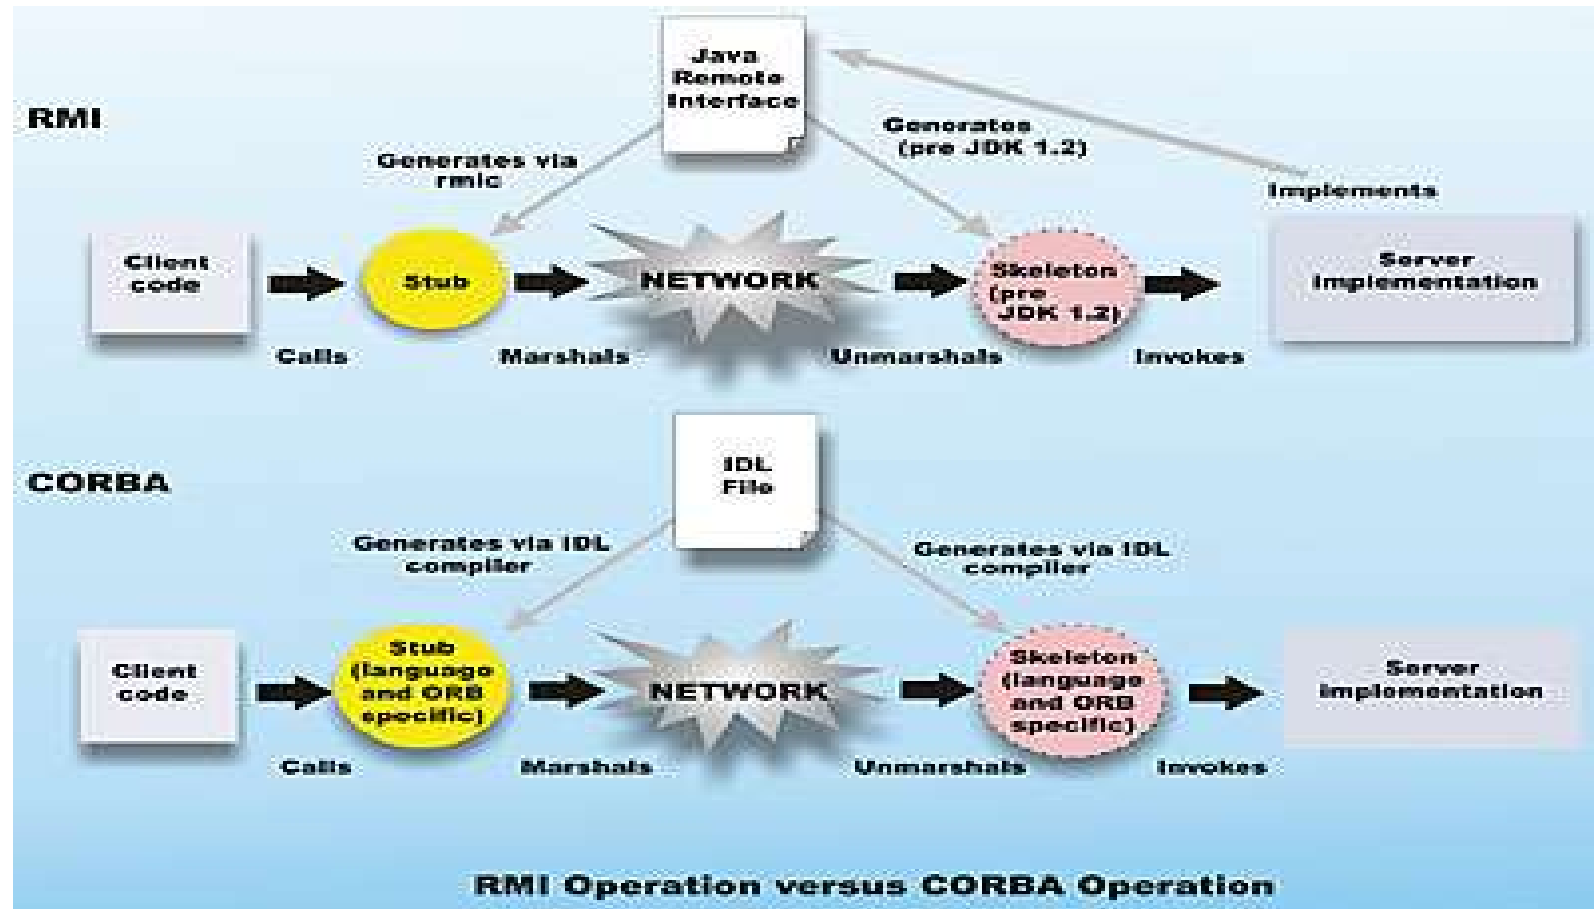 Java
Remote
Interface
RMI
Generates via
rmic
Generates
(pre JDK 1.2)
Implements
Client
code
Stub
NETWORK
Skeleton
(pre
JDK 1.2)
Server
implementation
Calls
Marshals
Unmarshals
Invokes
IDL
File
CORBA
Generates via IDL
compiler
Generates via IDL
compiler
Client
code
Stub
(language
and ORB
specific)
NETWORK
Skeleton
(language
and ORB
specific)
Server
implementation
Calls
Marshals
Unmarshals
Invokes
RMI Operation versus CORBA Operation